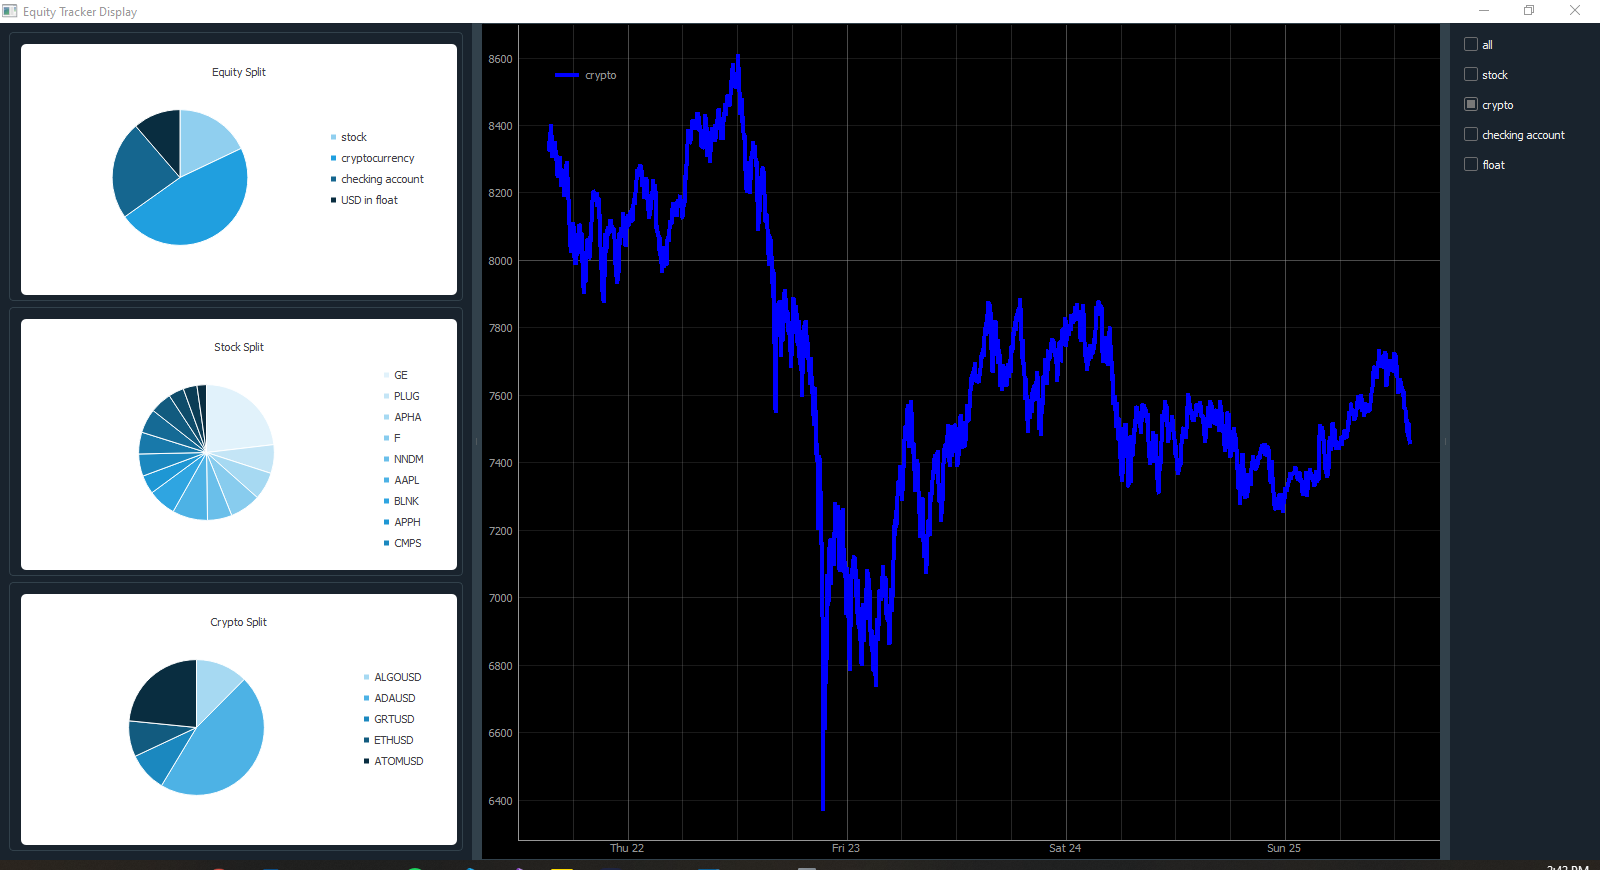 Equity Tracker Display
Equity Split
stock
cryptocurrency
checking account
USD in float
Stock Split
GE
PLUG
APHA
F
NNDM
AAPL
BLNK
APPH
CMPS
Crypto Split
ALGOUSD
ADAUSD
GRTUSD
ETHUSD
ATOMUSD
crypto
8600
8400
8200
8000
7800
7600
7400
7200
7000
6800
6600
6400
Thu 22
Fri 23
Sat 24
Sun 25
all
stock
crypto
checking account
float